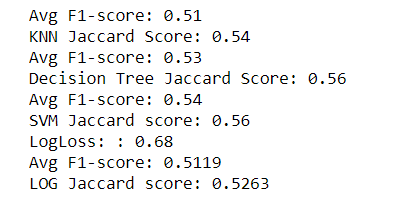 Avg F1-score: 0.51
KNN Jaccard Score: 0.54
Avg F1-score: 0.53
Decision Tree Jaccard Score: 0.56
Avg F1-score: 0.54
SVM Jaccard score: 0.56
LogLoss: : 0.68
Avg F1-score: 0.5119
LOG Jaccard score: 0.5263